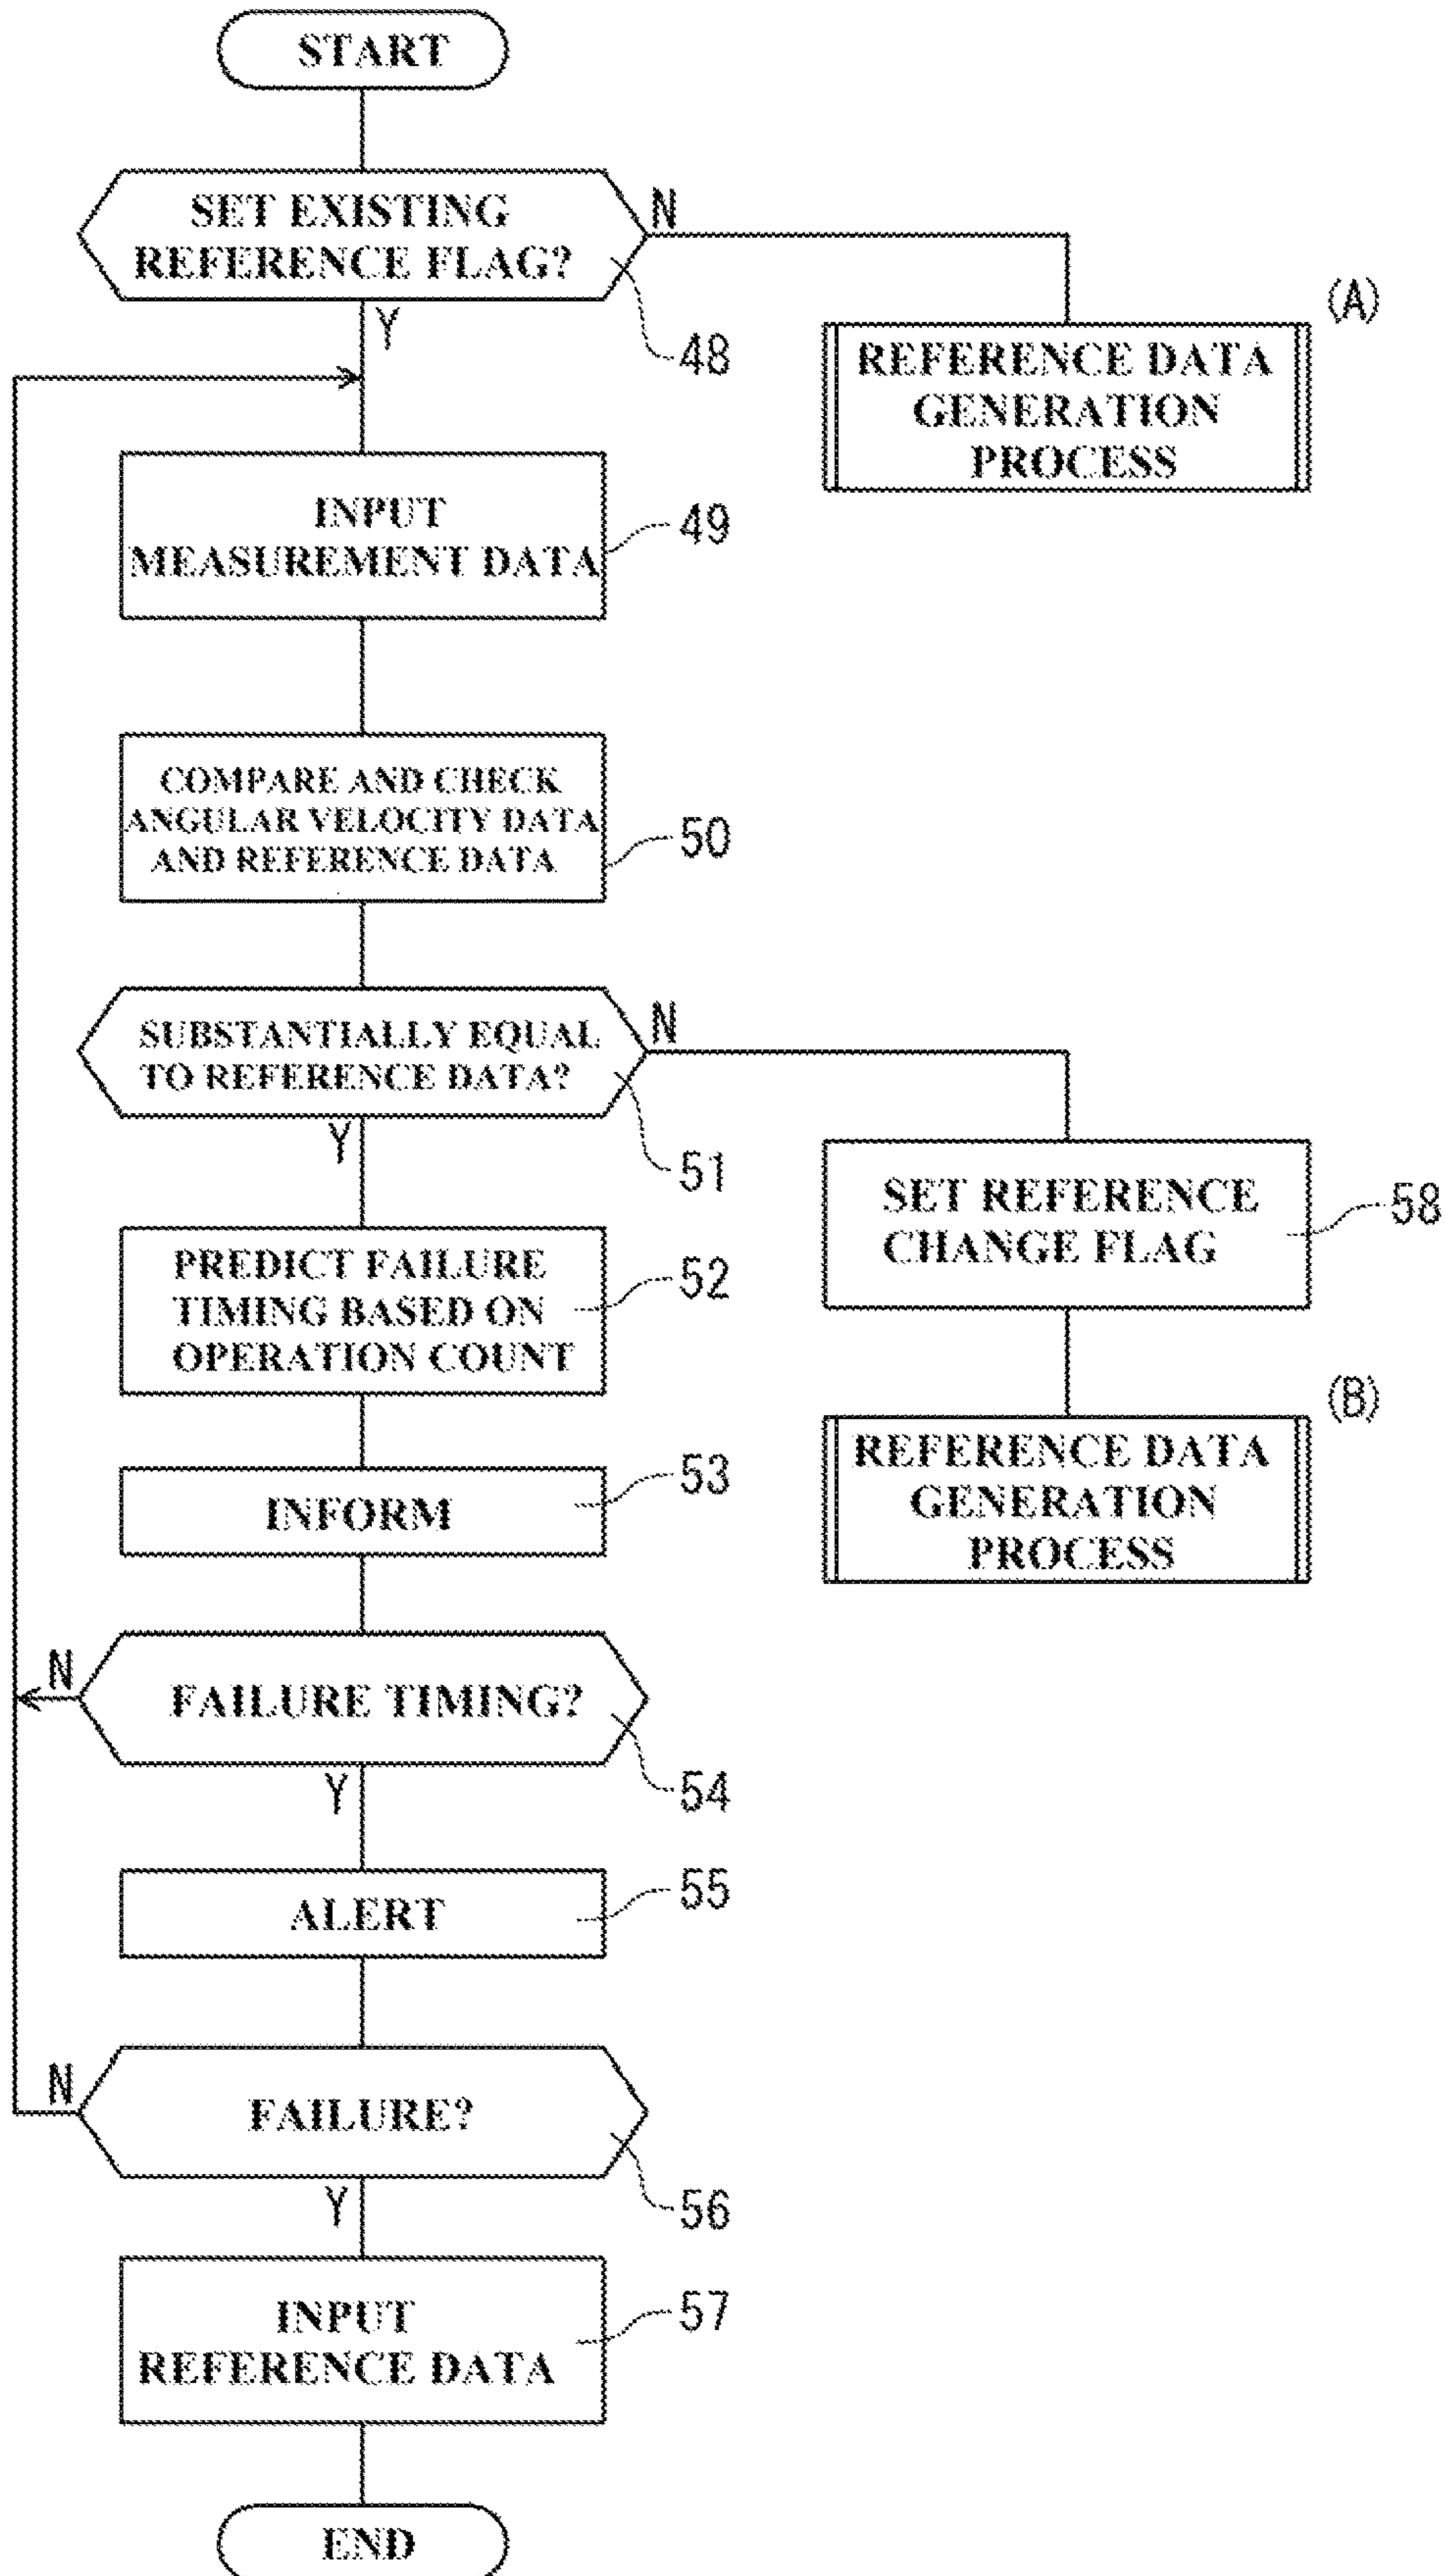 START
SET EXISTING
REFERENCE FLAG?
N
Y
48
(A)
REFERENCE DATA
GENERATION
PROCESS
INPUT
MEASUREMENT DATA
49
COMPARE AND CHECK
ANGULAR VELOCITY DATA
AND REFERENCE DATA
50
SUBSTANTIALLY EQUAL
TO REFERENCE DATA?
N
Y
51
SET REFERENCE
CHANGE FLAG
58
PREDICT FAILURE
TIMING BASED ON
OPERATION COUNT
52
(B)
REFERENCE DATA
GENERATION
PROCESS
INFORM
53
N
FAILURE TIMING?
Y
54
ALERT
55
N
FAILURE?
Y
56
INPUT
REFERENCE DATA
57
END